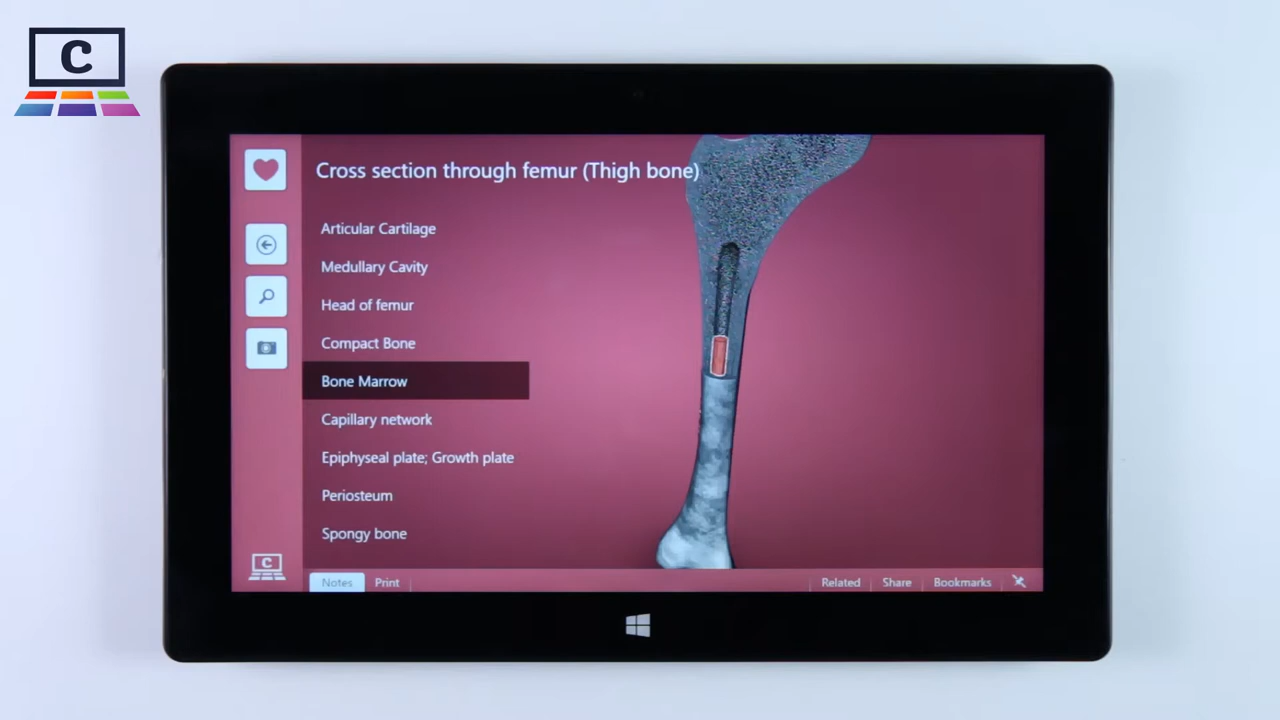 C
Cross section through femur (Thigh bone)
Articular Cartilage
Medullary Cavity
Head of femur
Compact Bone
Bone Marrow
Capillary network
Epiphyseal plate; Growth plate
Periosteum
Spongy bone
C
Notes Print Related Share Bookmarks